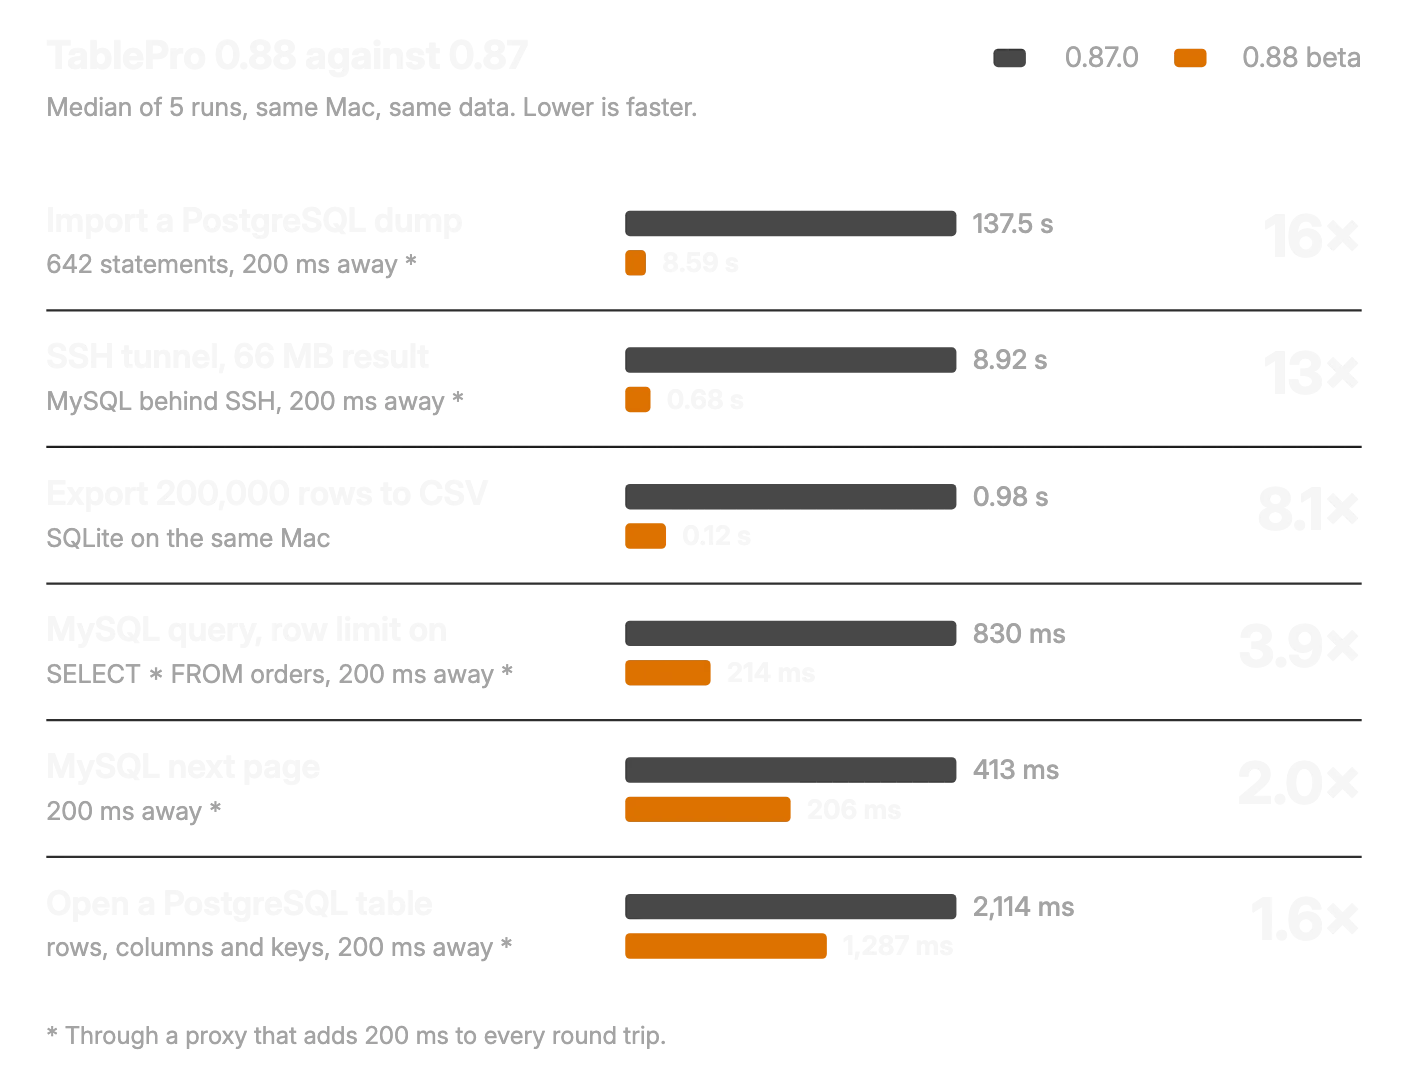 TablePro 0.88 against 0.87
0.87.0
0.88 beta
Median of 5 runs, same Mac, same data. Lower is faster.
Import a PostgreSQL dump
642 statements, 200 ms away *
137.5 s
8.59 s
16×
SSH tunnel, 66 MB result
MySQL behind SSH, 200 ms away *
8.92 s
0.68 s
13×
Export 200,000 rows to CSV
SQLite on the same Mac
0.98 s
0.12 s
8.1×
MySQL query, row limit on
SELECT * FROM orders, 200 ms away *
830 ms
214 ms
3.9×
MySQL next page
200 ms away *
413 ms
206 ms
2.0×
Open a PostgreSQL table
rows, columns and keys, 200 ms away *
2,114 ms
1,287 ms
1.6×
* Through a proxy that adds 200 ms to every round trip.